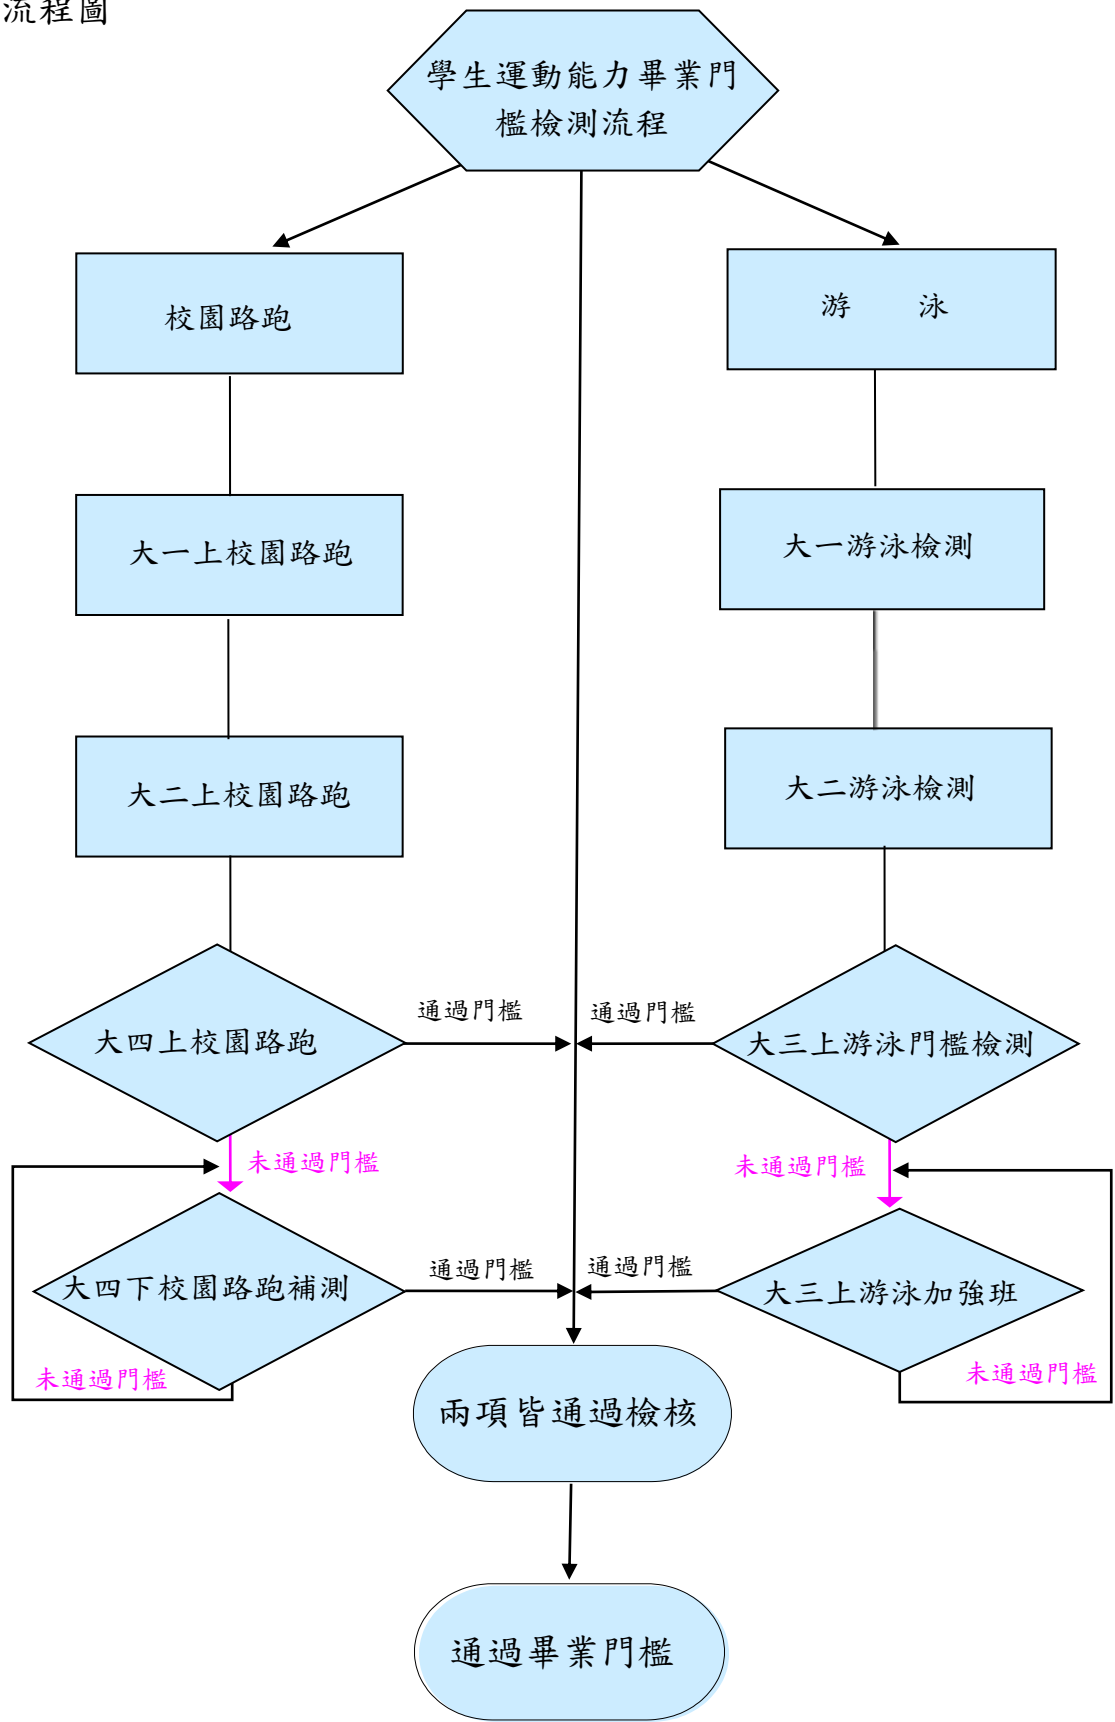 流程圖
學生運動能力畢業門
檻檢測流程
校園路跑
游 泳
大一上校園路跑
大一游泳檢測
大二上校園路跑
大二游泳檢測
通過門檻
通過門檻
大四上校園路跑
大三上游泳門檻檢測
未通過門檻
未通過門檻
通過門檻
通過門檻
大四下校園路跑補測
大三上游泳加強班
未通過門檻
未通過門檻
兩項皆通過檢核
通過畢業門檻